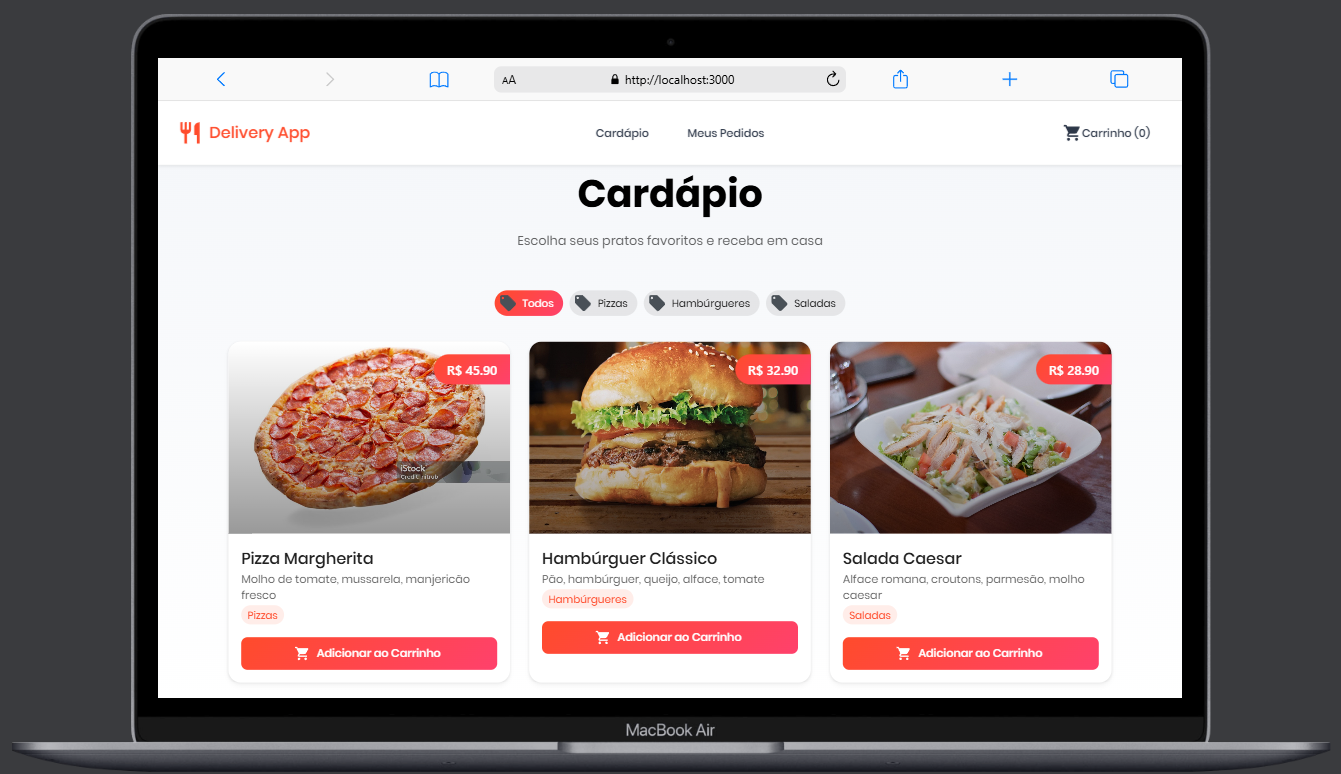 AA
http://localhost:3000
Delivery App
Cardápio
Meus Pedidos
Carrinho (0)
Cardápio
Escolha seus pratos favoritos e receba em casa
Todos
Pizzas
Hambúrgueres
Saladas
R$ 45.90
iStock
R$ 32.90
R$ 28.90
Pizza Margherita
Molho de tomate, mussarela, manjericão
fresco
Pizzas
Adicionar ao Carrinho
Hambúrguer Clássico
Pão, hambúrguer, queijo, alface, tomate
Hambúrgueres
Adicionar ao Carrinho
Salada Caesar
Alface romana, croutons, parmesão, molho
caesar
Saladas
Adicionar ao Carrinho
MacBook Air